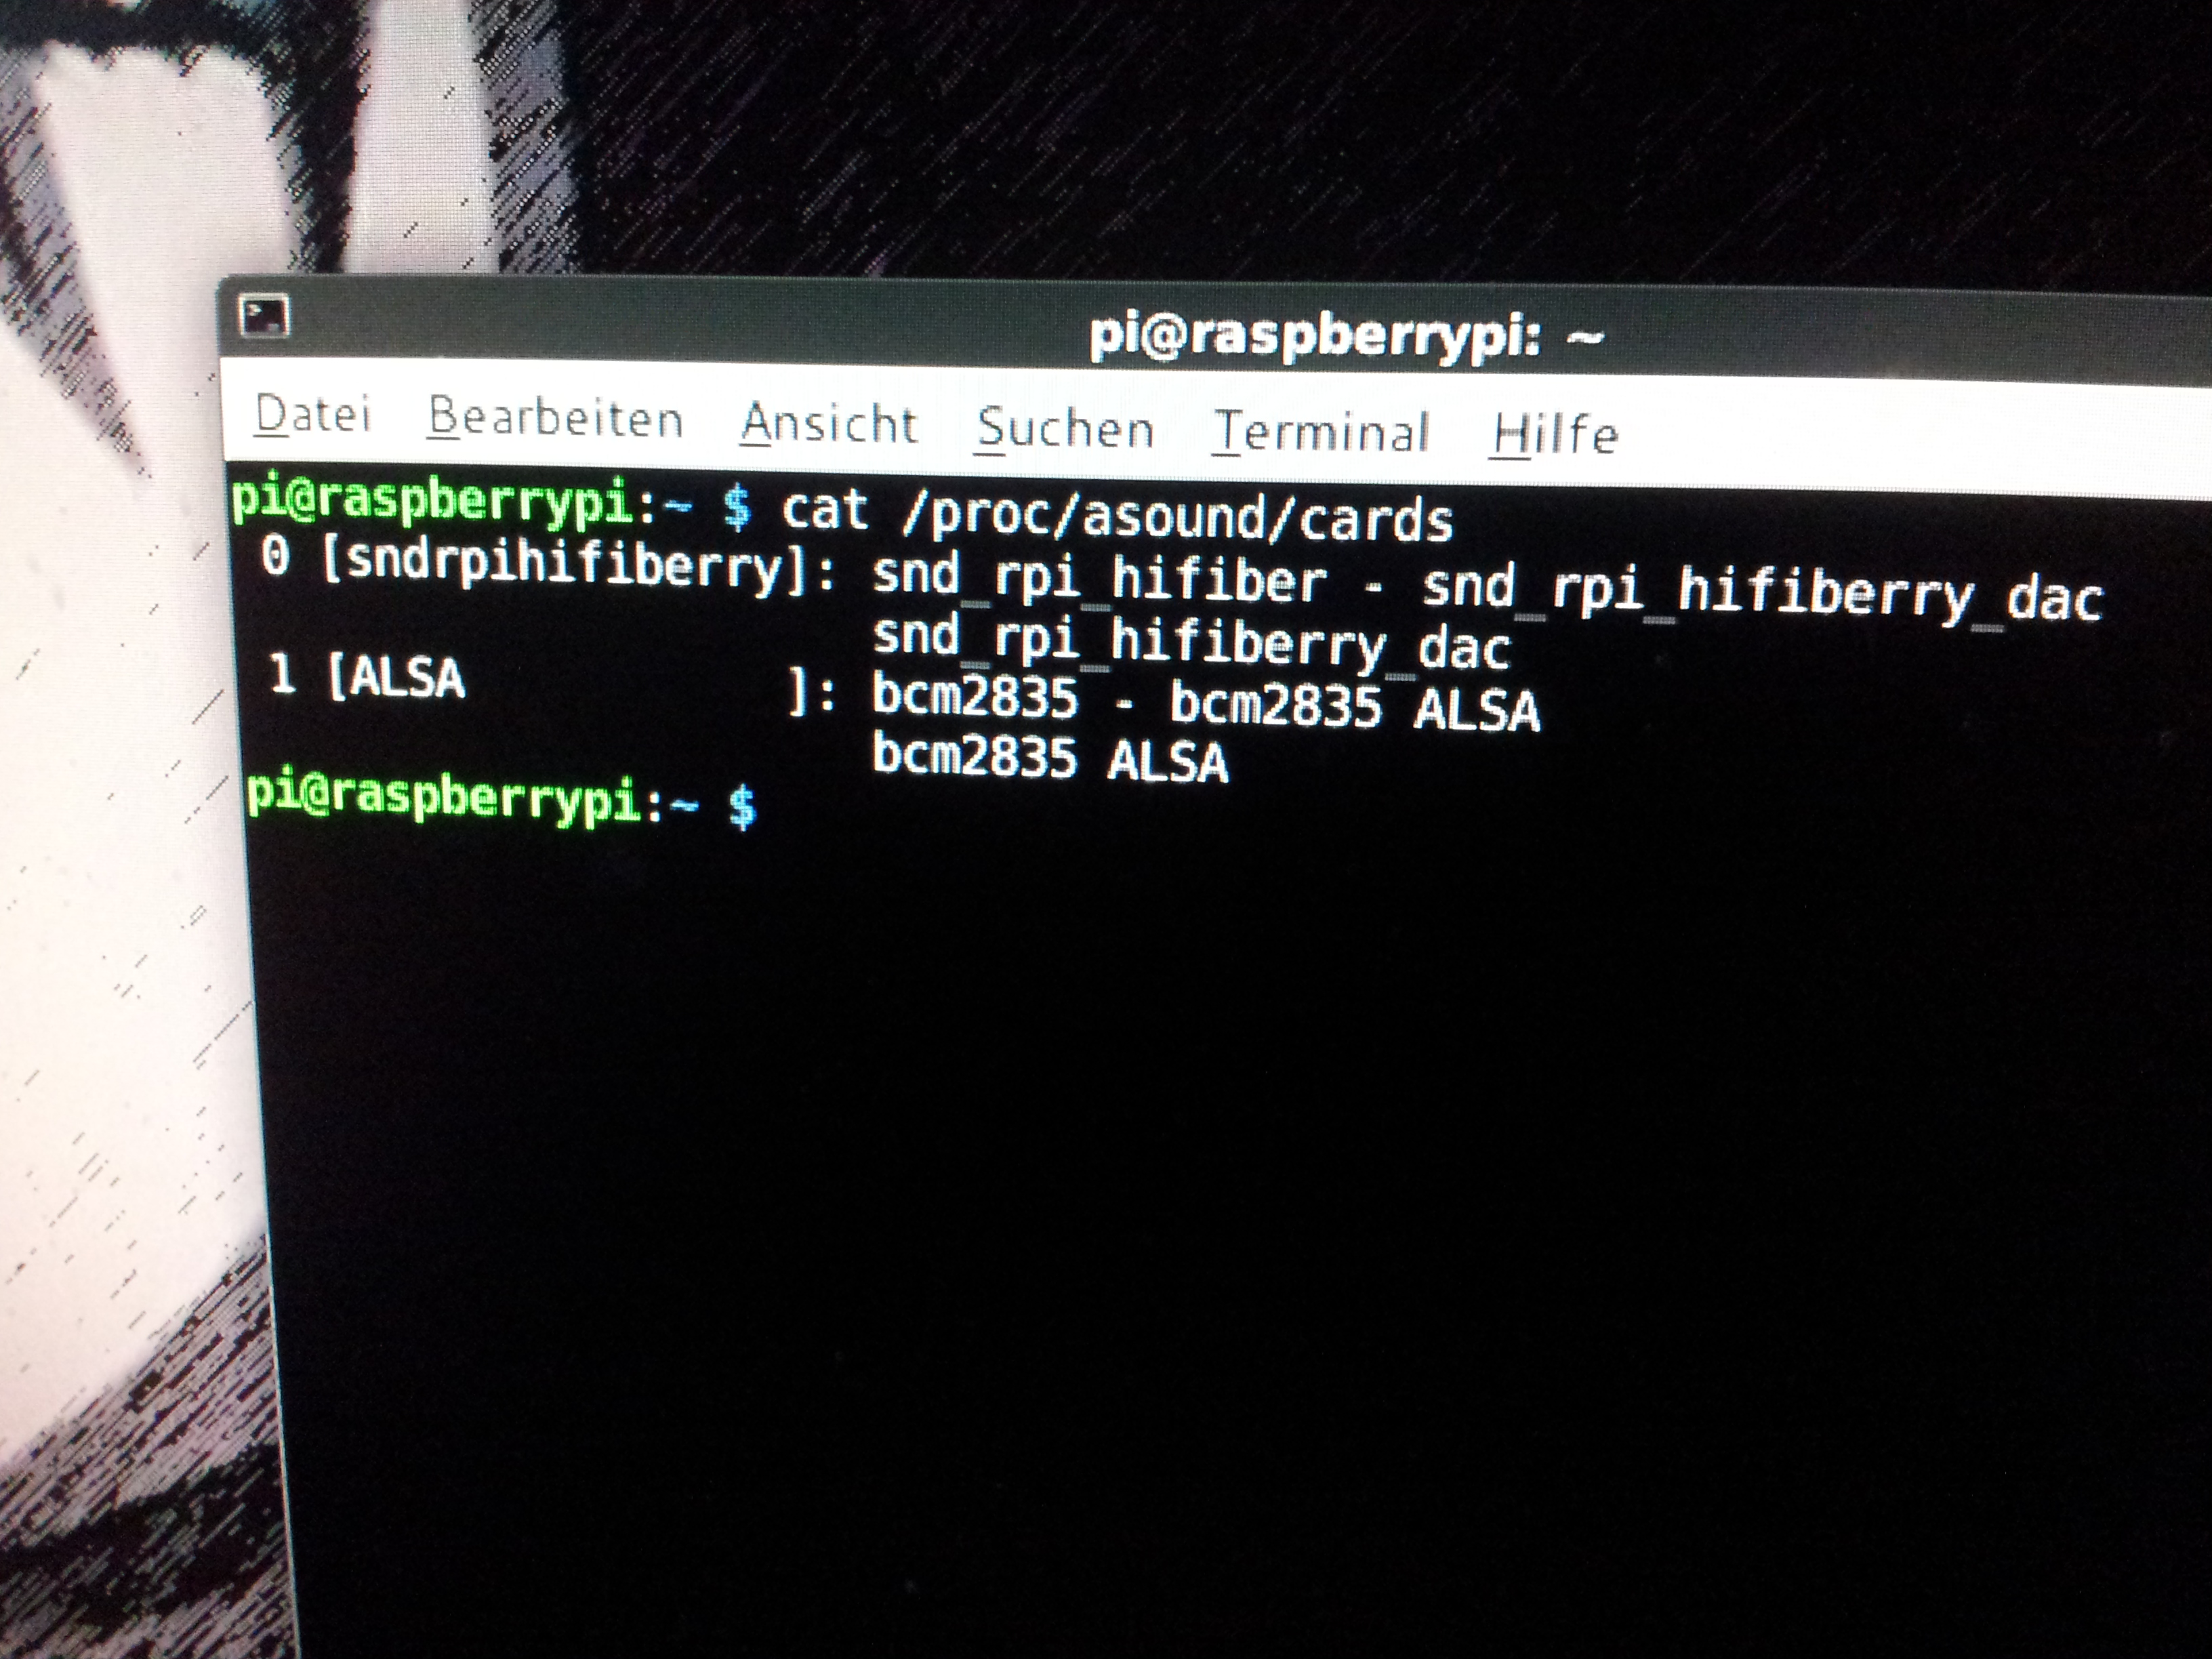 pi@raspberrypi: ~
Datei Bearbeiten Ansicht Suchen Terminal Hilfe
pi@raspberrypi:~ $ cat /proc/asound/cards
 0 [sndrpihifiberry]: snd_rpi_hifiber - snd_rpi_hifiberry_dac
                      snd_rpi_hifiberry_dac
 1 [ALSA           ]: bcm2835 - bcm2835 ALSA
                      bcm2835 ALSA
pi@raspberrypi:~ $